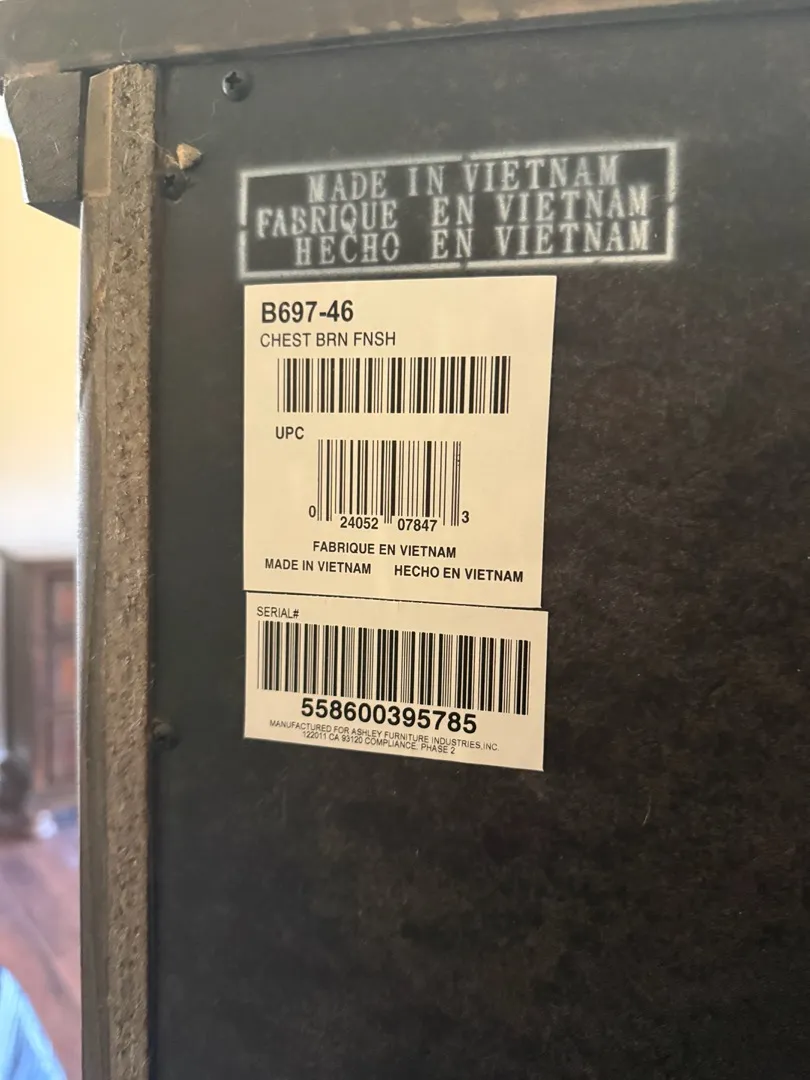 MADE IN VIETNAM
FABRIQUE EN VIETNAM
HECHO EN VIETNAM
B697-46
CHEST BRN FNSH
UPC
0 24052 07847 3
FABRIQUE EN VIETNAM
MADE IN VIETNAM HECHO EN VIETNAM
SERIAL#
558600395785
MANUFACTURED FOR ASHLEY FURNITURE INDUSTRIES,INC.
122011 CA 93120 COMPLIANCE. PHASE 2